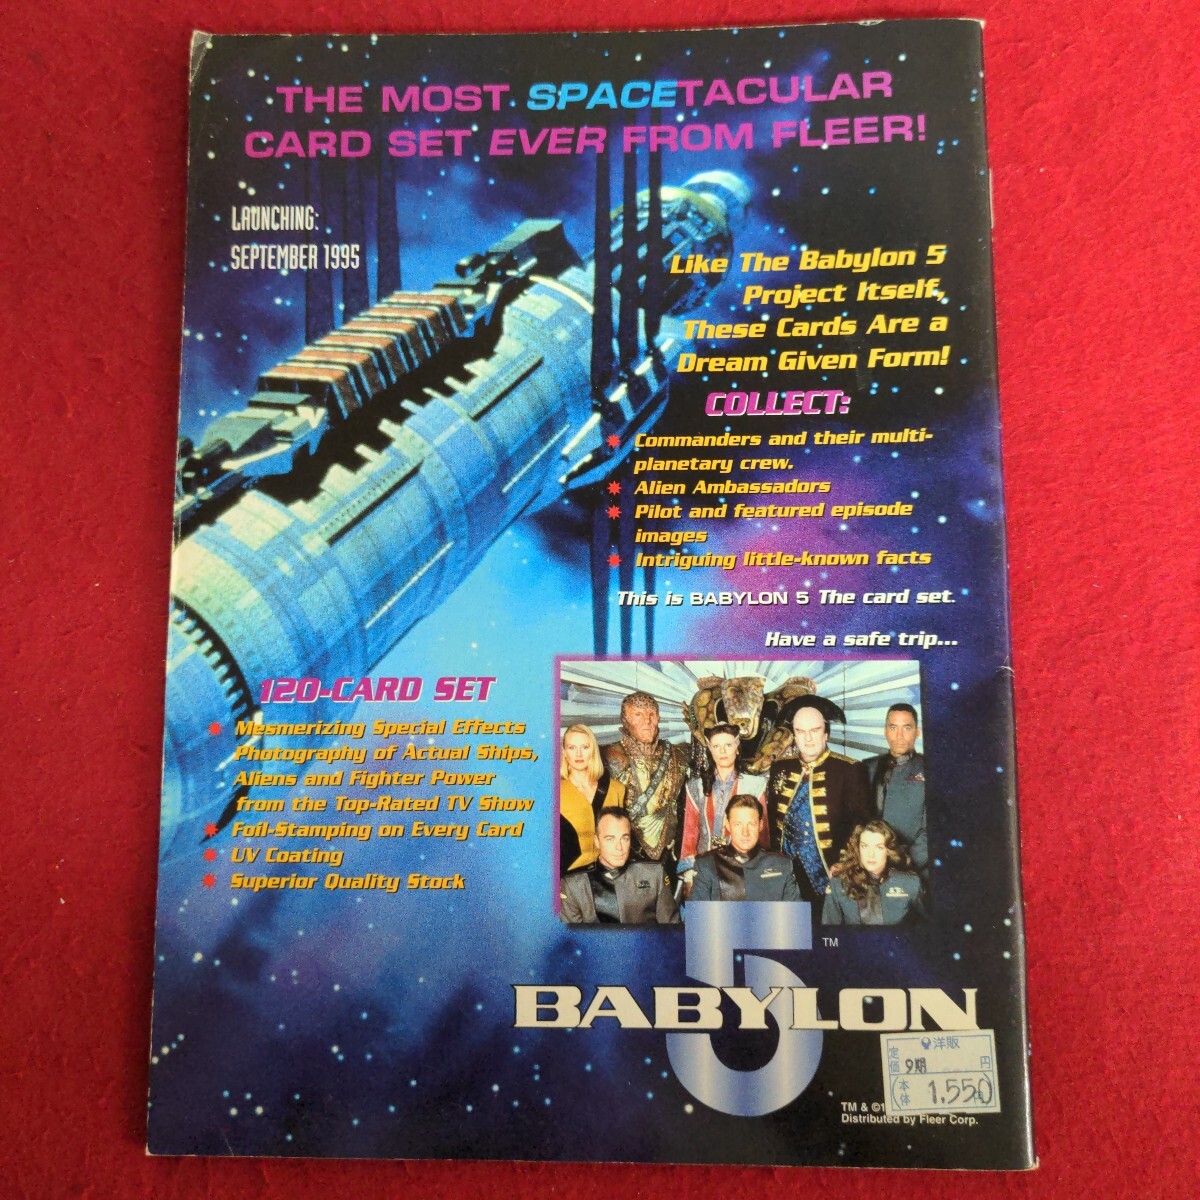 THE MOST SPACETACULAR
CARD SET EVER FROM FLEER!
LAUNCHING:
SEPTEMBER 1995
Like The Babylon 5
Project Itself,
These Cards Are a
Dream Given Form!
COLLECT:
Commanders and their multi-
planetary crew.
Alien Ambassadors
Pilot and featured episode
images
Intriguing little-known facts
This is BABYLON 5 The card set.
Have a safe trip...
120-CARD SET
Mesmerizing Special Effects
Photography of Actual Ships,
Aliens and Fighter Power
from the Top-Rated TV Show
Foil-Stamping on Every Card
UV Coating
Superior Quality Stock
5
TM
BABYLON
洋販
定価 9期 円
(本体 1,550円)
TM & ©1
Distributed by Fleer Corp.